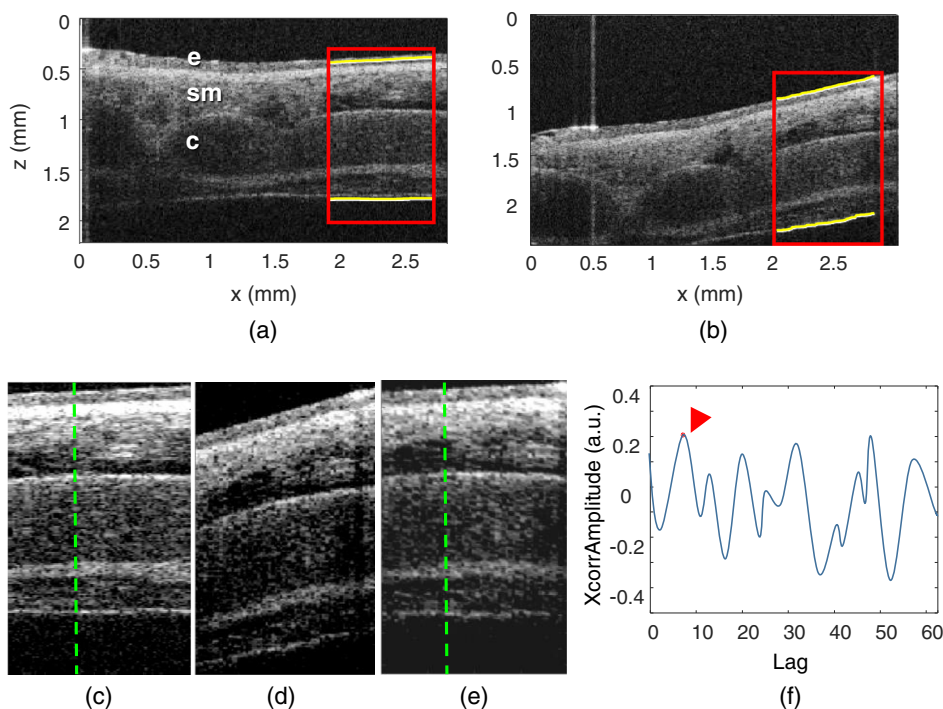 0
0.5
1
1.5
2
z (mm)
e
sm
c
0 0.5 1 1.5 2 2.5
x (mm)
(a)
0
0.5
1
1.5
2
0 0.5 1 1.5 2 2.5
x (mm)
(b)
(c)
(d)
(e)
0.4
0.2
0
-0.2
-0.4
XcorrAmplitude (a.u.)
0 10 20 30 40 50 60
Lag
(f)